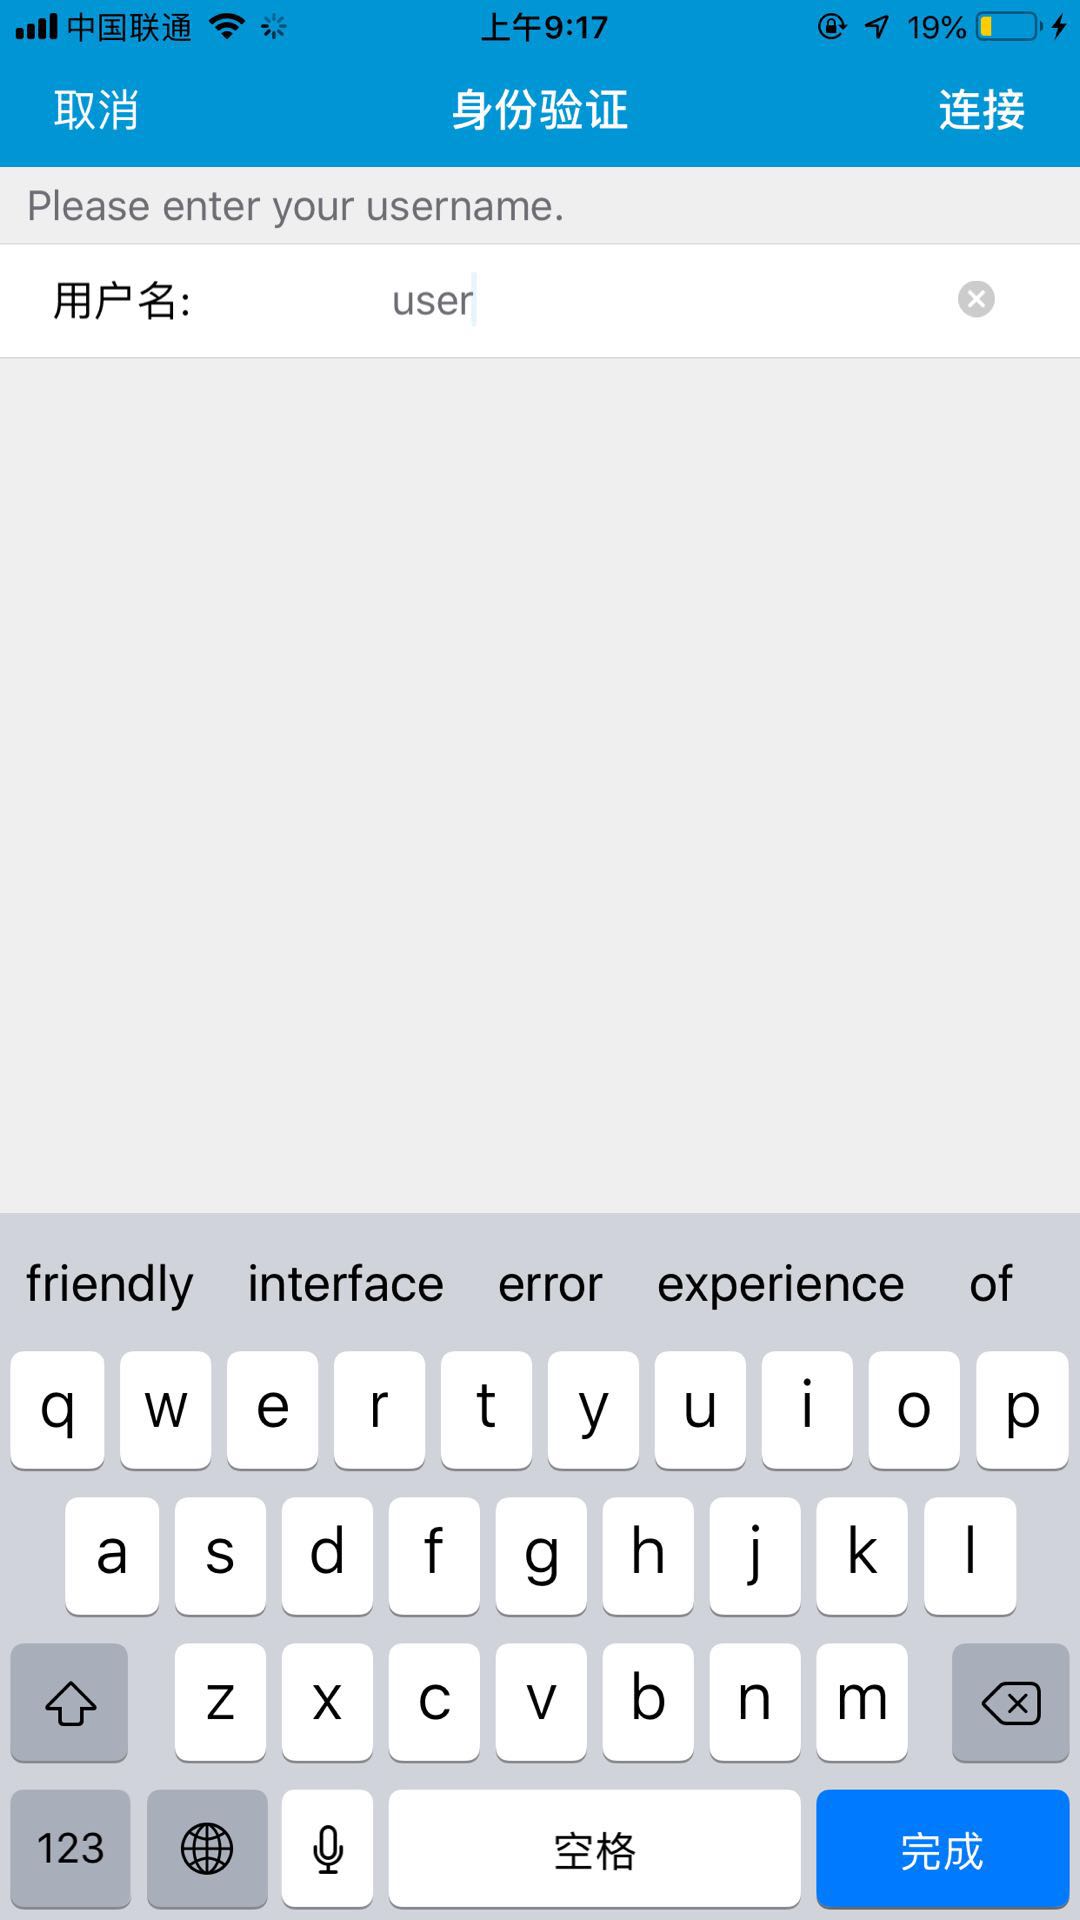 中国联通 上午9:17 19%
取消 身份验证 连接
Please enter your username.
用户名: user
friendly interface error experience of
q w e r t y u i o p
a s d f g h j k l
z x c v b n m
123 空格 完成